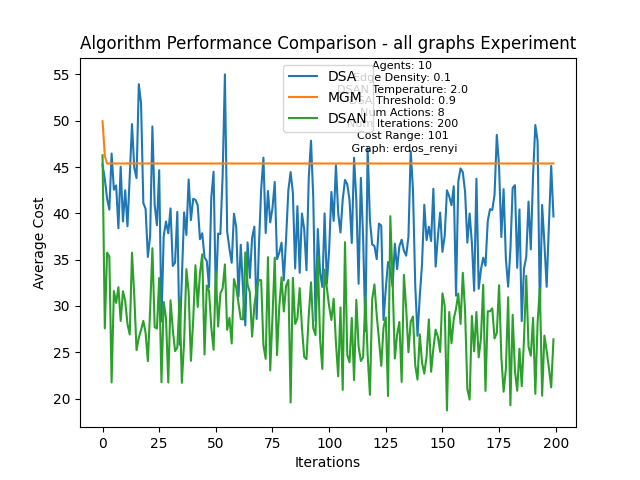 Algorithm Performance Comparison - all graphs Experiment
Agents: 10
Edge Density: 0.1
DSAN Temperature: 2.0
DSA Threshold: 0.9
Num Actions: 8
Num Iterations: 200
Cost Range: 101
Graph: erdos_renyi
DSA
MGM
DSAN
Average Cost
55
50
45
40
35
30
25
20
0
25
50
75
100
125
150
175
200
Iterations